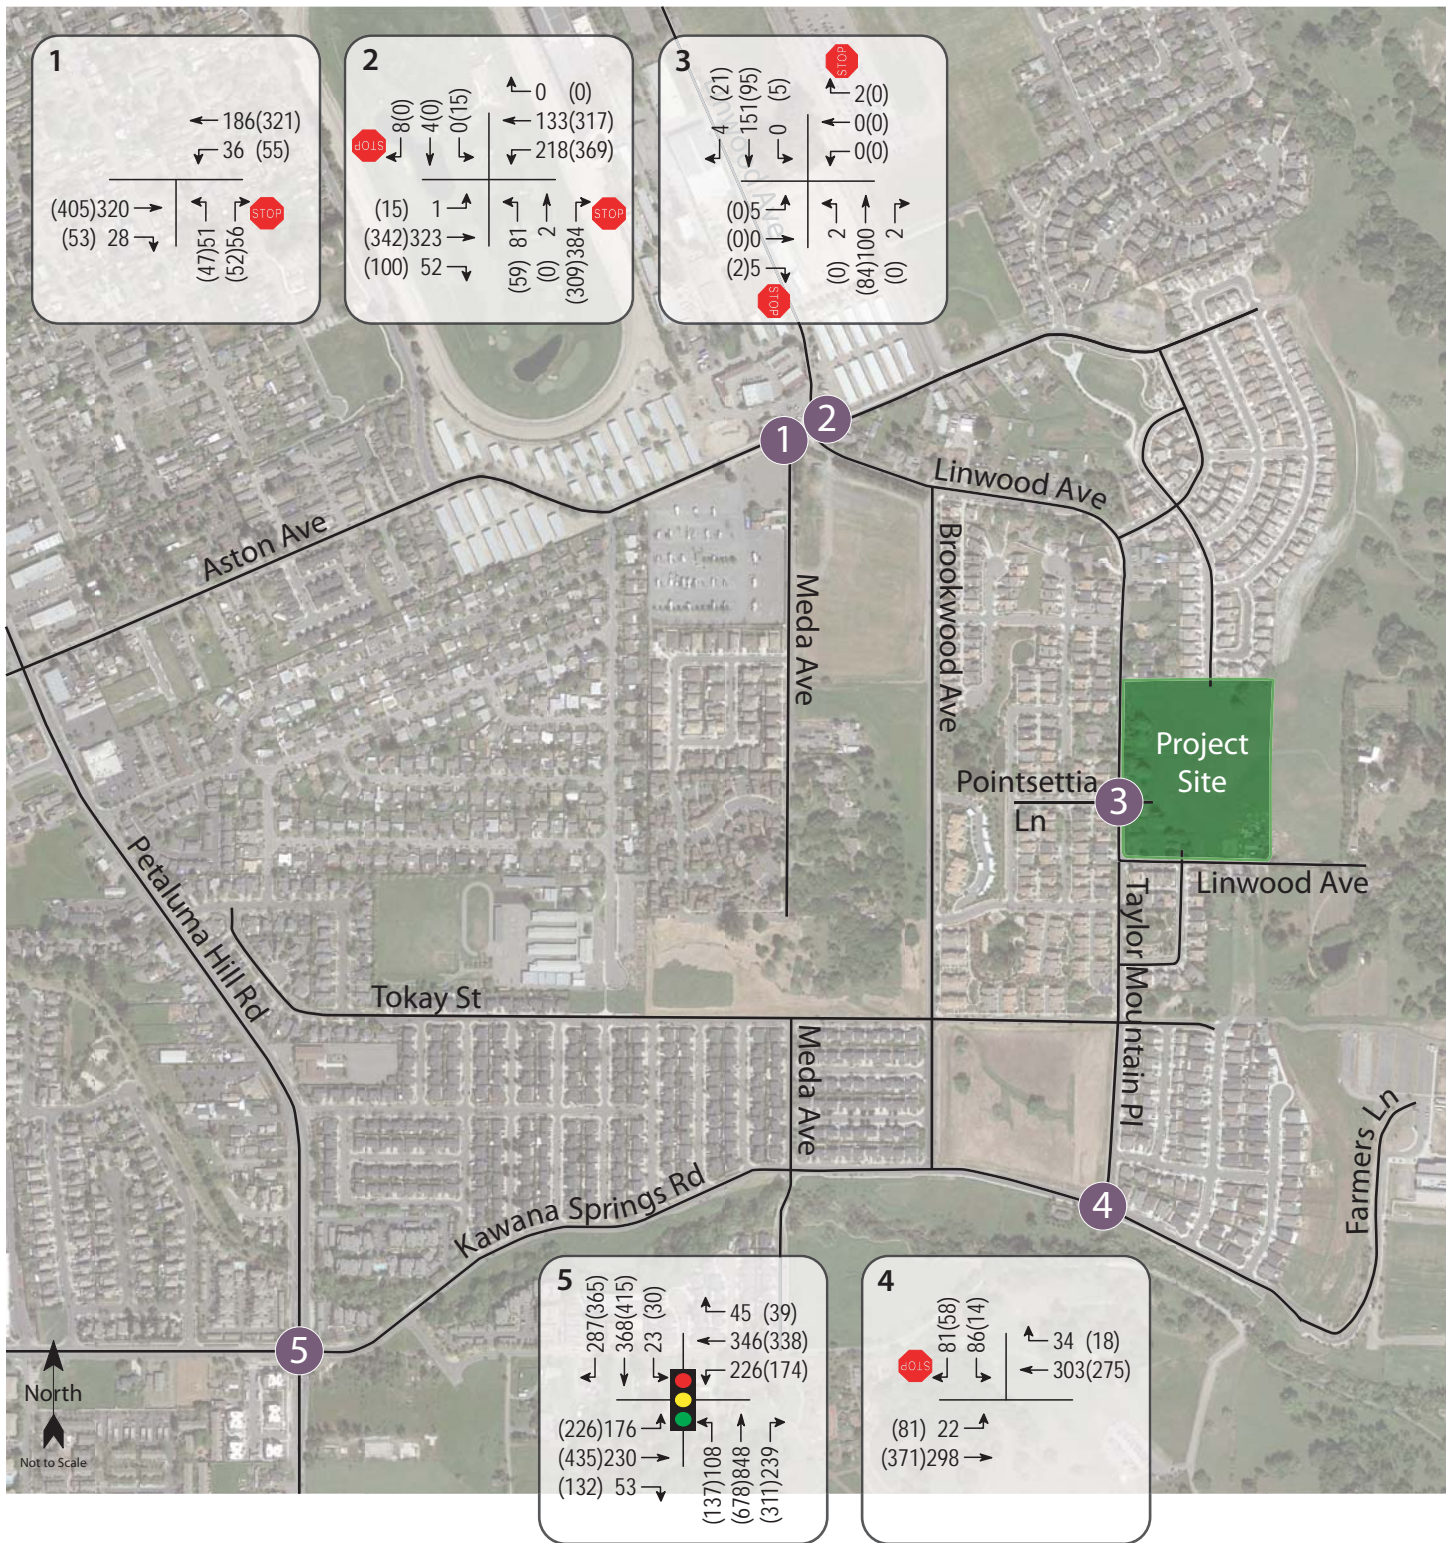 1
186(321)
36 (55)
(405)320
(53) 28
(47)51
(52)56
STOP
2
8(0)
4(0)
0(15)
STOP
0 (0)
133(317)
218(369)
(15) 1
(342)323
(100) 52
(59) 81
(0) 2
(309)384
STOP
3
4 (21)
151(95)
0 (5)
STOP
2(0)
0(0)
0(0)
(0)5
(0)0
(2)5
STOP
(0) 2
(84)100
(0) 2
1
2
Linwood Ave
Aston Ave
Brookwood Ave
Meda Ave
Project
Site
Pointsettia
Ln
3
Linwood Ave
Petaluma Hill Rd
Taylor Mountain Pl
Tokay St
Meda Ave
Farmers Ln
Kawana Springs Rd
4
5
North
Not to Scale
5
287(365)
368(415)
23 (30)
45 (39)
346(338)
226(174)
(226)176
(435)230
(132) 53
(137)108
(678)848
(311)239
4
STOP
81(58)
86(14)
34 (18)
303(275)
(81) 22
(371)298